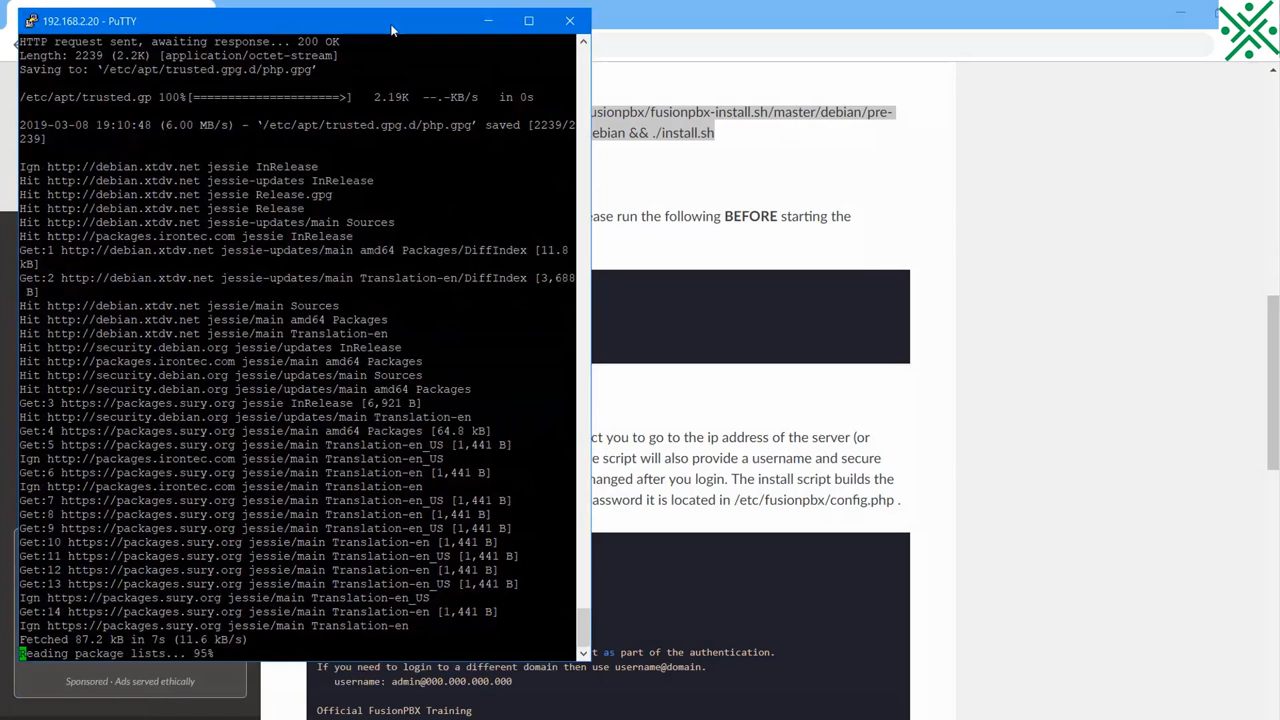 192.168.2.20 - PuTTY
HTTP request sent, awaiting response... 200 OK
Length: 2239 (2.2K) [application/octet-stream]
Saving to: ‘/etc/apt/trusted.gpg.d/php.gpg’
/etc/apt/trusted.gp 100%[=====================>] 2.19K --.-KB/s in 0s
2019-03-08 19:10:48 (6.00 MB/s) - ‘/etc/apt/trusted.gpg.d/php.gpg’ saved [2239/2
239]
Ign http://debian.xtdv.net jessie InRelease
Hit http://debian.xtdv.net jessie-updates InRelease
Hit http://debian.xtdv.net jessie Release.gpg
Hit http://debian.xtdv.net jessie Release
Hit http://debian.xtdv.net jessie-updates/main Sources
Hit http://packages.irontec.com jessie InRelease
Get:1 http://debian.xtdv.net jessie-updates/main amd64 Packages/DiffIndex [11.8
kB]
Get:2 http://debian.xtdv.net jessie-updates/main Translation-en/DiffIndex [3,688
B]
Hit http://debian.xtdv.net jessie/main Sources
Hit http://debian.xtdv.net jessie/main amd64 Packages
Hit http://debian.xtdv.net jessie/main Translation-en
Hit http://security.debian.org jessie/updates InRelease
Hit http://packages.irontec.com jessie/main amd64 Packages
Hit http://security.debian.org jessie/updates/main Sources
Hit http://security.debian.org jessie/updates/main amd64 Packages
Get:3 https://packages.sury.org jessie InRelease [6,921 B]
Hit http://security.debian.org jessie/updates/main Translation-en
Get:4 https://packages.sury.org jessie/main amd64 Packages [64.8 kB]
Get:5 https://packages.sury.org jessie/main Translation-en_US [1,441 B]
Ign http://packages.irontec.com jessie/main Translation-en_US
Get:6 https://packages.sury.org jessie/main Translation-en [1,441 B]
Ign http://packages.irontec.com jessie/main Translation-en
Get:7 https://packages.sury.org jessie/main Translation-en_US [1,441 B]
Get:8 https://packages.sury.org jessie/main Translation-en [1,441 B]
Get:9 https://packages.sury.org jessie/main Translation-en_US [1,441 B]
Get:10 https://packages.sury.org jessie/main Translation-en [1,441 B]
Get:11 https://packages.sury.org jessie/main Translation-en_US [1,441 B]
Get:12 https://packages.sury.org jessie/main Translation-en [1,441 B]
Get:13 https://packages.sury.org jessie/main Translation-en_US [1,441 B]
Ign https://packages.sury.org jessie/main Translation-en_US
Get:14 https://packages.sury.org jessie/main Translation-en [1,441 B]
Ign https://packages.sury.org jessie/main Translation-en
Fetched 87.2 kB in 7s (11.6 kB/s)
Reading package lists... 95%
usionpbx/fusionpbx-install.sh/master/debian/pre-
ebian && ./install.sh
ease run the following BEFORE starting the
ct you to go to the ip address of the server (or
e script will also provide a username and secure
hanged after you login. The install script builds the
password it is located in /etc/fusionpbx/config.php .
t as part of the authentication.
If you need to login to a different domain then use username@domain.
username: admin@000.000.000.000
Official FusionPBX Training
Sponsored · Ads served ethically